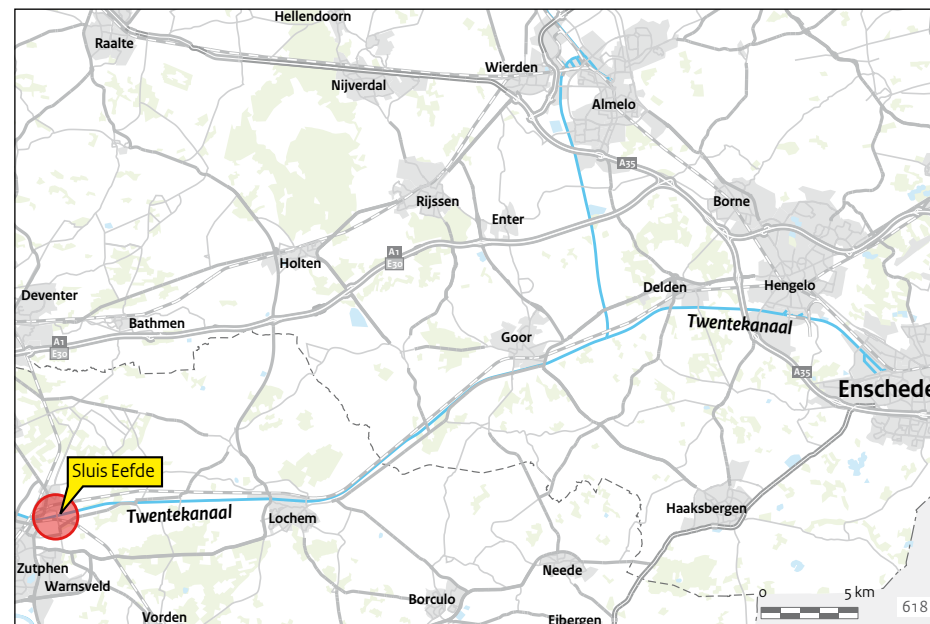 Hellendoorn
Raalte
Wierden
Nijverdal
Almelo
A35
Rijssen
Borne
Enter
A1
E30
Holten
Delden
Hengelo
Deventer
Bathmen
Twentekanaal
Goor
A1
E30
A35
Enschede
Sluis Eefde
Twentekanaal
Lochem
Haaksbergen
Zutphen
Warnsveld
Neede
Borculo
Vorden
Eibergen
0 5 km
618